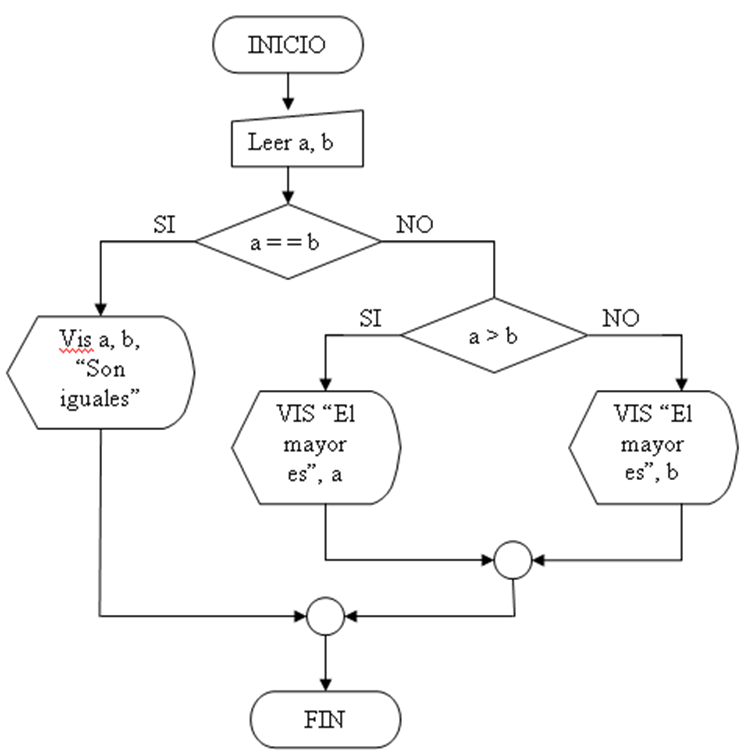 INICIO
Leer a, b
SI
NO
a = = b
Vis a, b,
“Son
iguales”
SI
NO
a > b
VIS “El
mayor
es”, a
VIS “El
mayor
es”, b
FIN